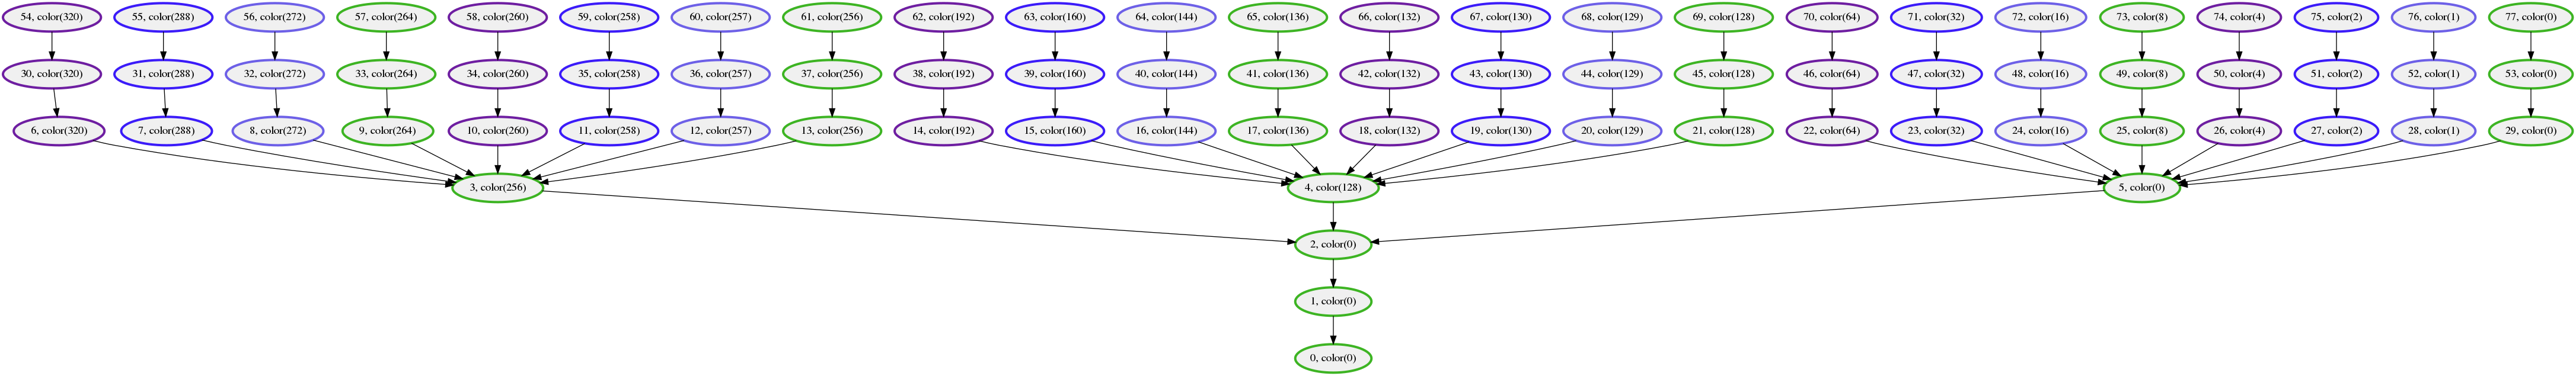 54, color(320)
55, color(288)
56, color(272)
57, color(264)
58, color(260)
59, color(258)
60, color(257)
61, color(256)
62, color(192)
63, color(160)
64, color(144)
65, color(136)
66, color(132)
67, color(130)
68, color(129)
69, color(128)
70, color(64)
71, color(32)
72, color(16)
73, color(8)
74, color(4)
75, color(2)
76, color(1)
77, color(0)
30, color(320)
31, color(288)
32, color(272)
33, color(264)
34, color(260)
35, color(258)
36, color(257)
37, color(256)
38, color(192)
39, color(160)
40, color(144)
41, color(136)
42, color(132)
43, color(130)
44, color(129)
45, color(128)
46, color(64)
47, color(32)
48, color(16)
49, color(8)
50, color(4)
51, color(2)
52, color(1)
53, color(0)
6, color(320)
7, color(288)
8, color(272)
9, color(264)
10, color(260)
11, color(258)
12, color(257)
13, color(256)
14, color(192)
15, color(160)
16, color(144)
17, color(136)
18, color(132)
19, color(130)
20, color(129)
21, color(128)
22, color(64)
23, color(32)
24, color(16)
25, color(8)
26, color(4)
27, color(2)
28, color(1)
29, color(0)
3, color(256)
4, color(128)
5, color(0)
2, color(0)
1, color(0)
0, color(0)